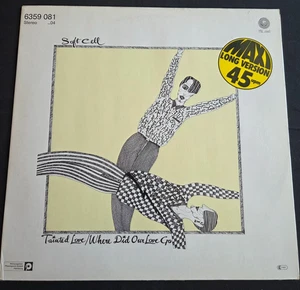 6359 081
Stereo
Soft Cell
MAXI
LONG VERSION
45
Tainted Love/Where Did Our Love Go